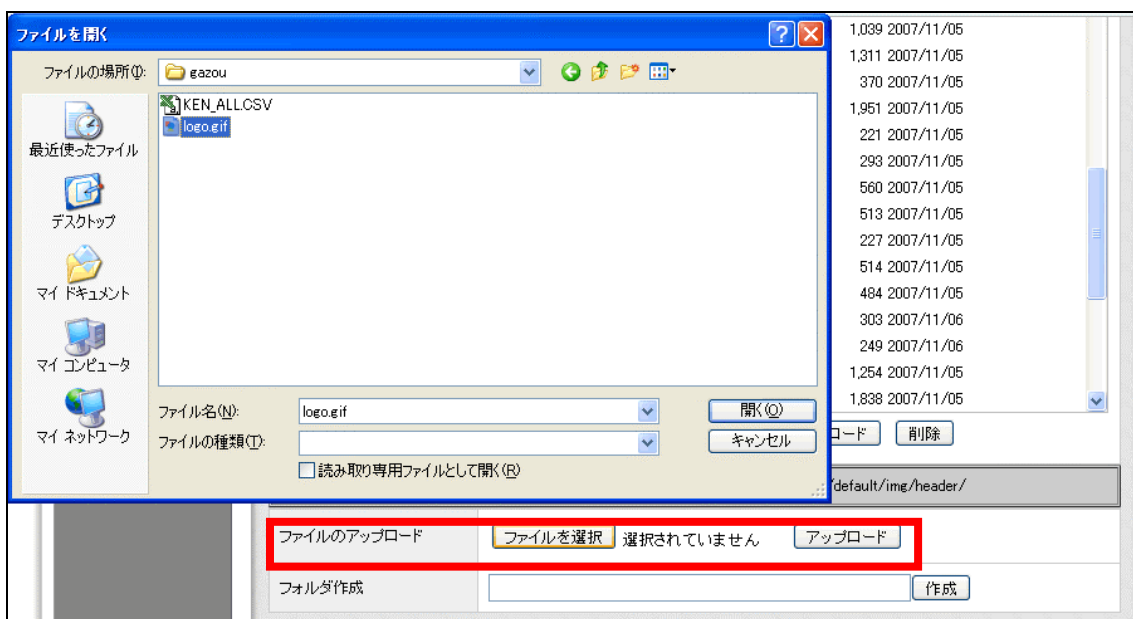 ファイルを開く
ファイルの場所(I):
gazou
KEN_ALL.CSV
logo.gif
最近使ったファイル
デスクトップ
マイ ドキュメント
マイ コンピュータ
マイ ネットワーク
ファイル名(N):
logo.gif
開く(O)
ファイルの種類(T):
キャンセル
読み取り専用ファイルとして開く(R)
1,039 2007/11/05
1,311 2007/11/05
370 2007/11/05
1,951 2007/11/05
221 2007/11/05
293 2007/11/05
560 2007/11/05
513 2007/11/05
227 2007/11/05
514 2007/11/05
484 2007/11/05
303 2007/11/06
249 2007/11/06
1,254 2007/11/05
1,838 2007/11/05
ード
削除
/default/img/header/
ファイルのアップロード
ファイルを選択
選択されていません
アップロード
フォルダ作成
作成